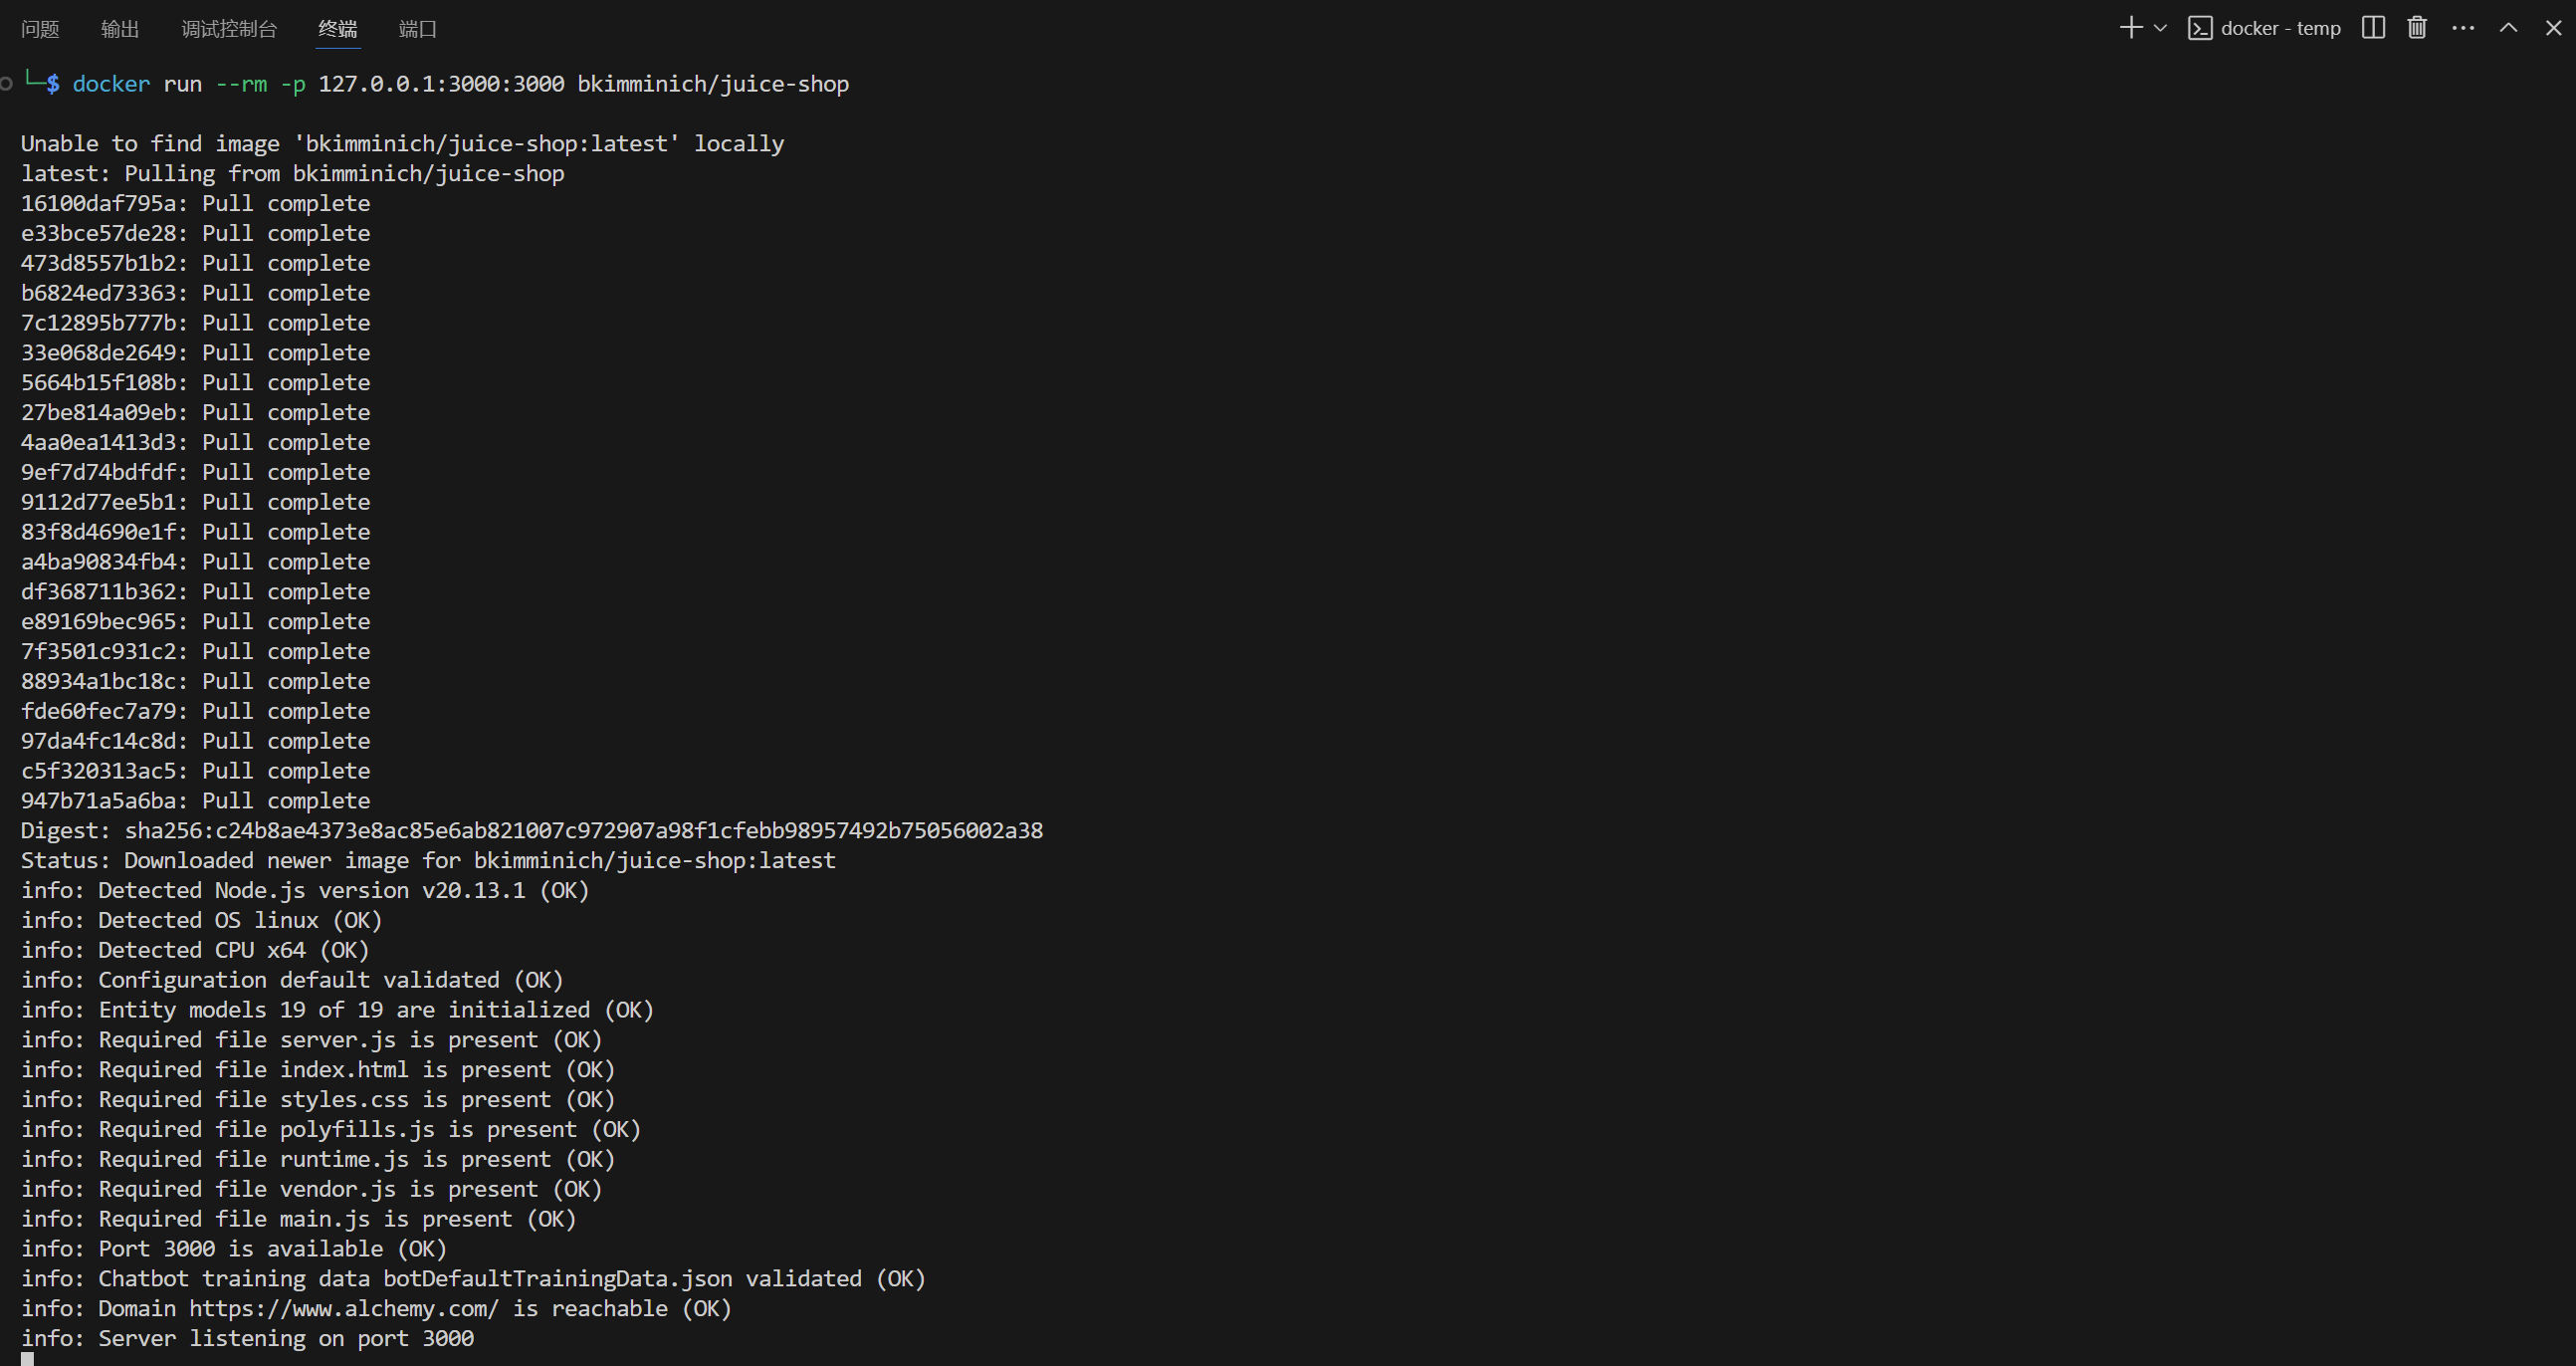 问题 输出 调试控制台 终端 端口 docker - temp
└─$ docker run --rm -p 127.0.0.1:3000:3000 bkimminich/juice-shop
Unable to find image 'bkimminich/juice-shop:latest' locally
latest: Pulling from bkimminich/juice-shop
16100daf795a: Pull complete
e33bce57de28: Pull complete
473d8557b1b2: Pull complete
b6824ed73363: Pull complete
7c12895b777b: Pull complete
33e068de2649: Pull complete
5664b15f108b: Pull complete
27be814a09eb: Pull complete
4aa0ea1413d3: Pull complete
9ef7d74bdfdf: Pull complete
9112d77ee5b1: Pull complete
83f8d4690e1f: Pull complete
a4ba90834fb4: Pull complete
df368711b362: Pull complete
e89169bec965: Pull complete
7f3501c931c2: Pull complete
88934a1bc18c: Pull complete
fde60fec7a79: Pull complete
97da4fc14c8d: Pull complete
c5f320313ac5: Pull complete
947b71a5a6ba: Pull complete
Digest: sha256:c24b8ae4373e8ac85e6ab821007c972907a98f1cfebb98957492b75056002a38
Status: Downloaded newer image for bkimminich/juice-shop:latest
info: Detected Node.js version v20.13.1 (OK)
info: Detected OS linux (OK)
info: Detected CPU x64 (OK)
info: Configuration default validated (OK)
info: Entity models 19 of 19 are initialized (OK)
info: Required file server.js is present (OK)
info: Required file index.html is present (OK)
info: Required file styles.css is present (OK)
info: Required file polyfills.js is present (OK)
info: Required file runtime.js is present (OK)
info: Required file vendor.js is present (OK)
info: Required file main.js is present (OK)
info: Port 3000 is available (OK)
info: Chatbot training data botDefaultTrainingData.json validated (OK)
info: Domain https://www.alchemy.com/ is reachable (OK)
info: Server listening on port 3000